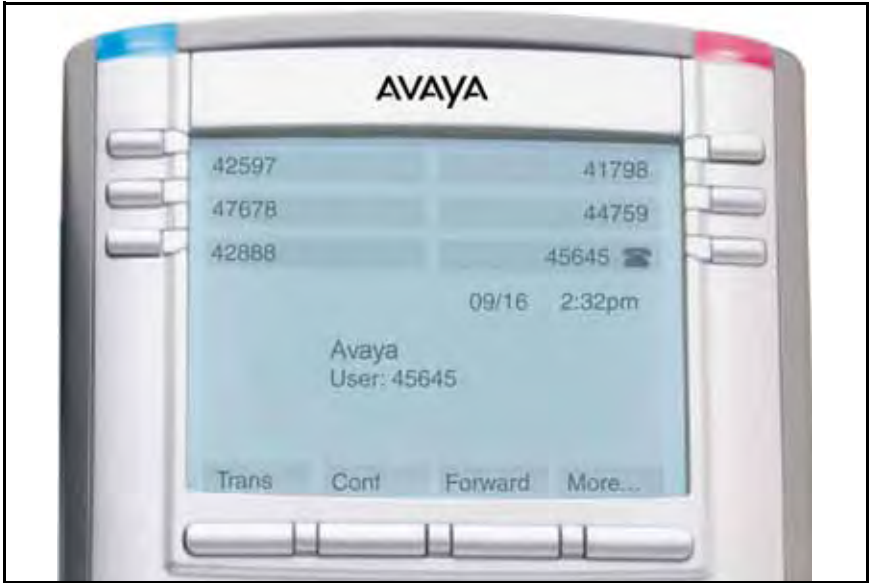 AVAYA
42597 41798
47678 44759
42888 45645
09/16 2:32pm
Avaya
User: 45645
Trans Conf Forward More...